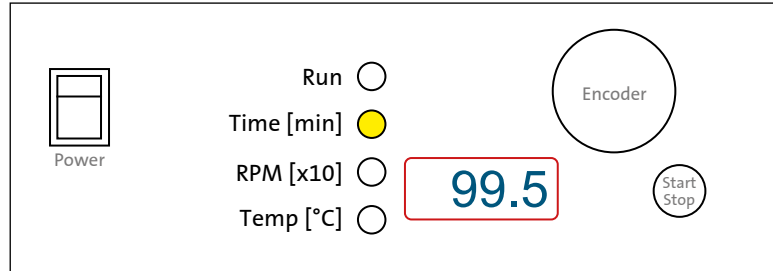 Run
Time [min]
RPM [x10]
Temp [°C]
Power
99.5
Encoder
Start
Stop